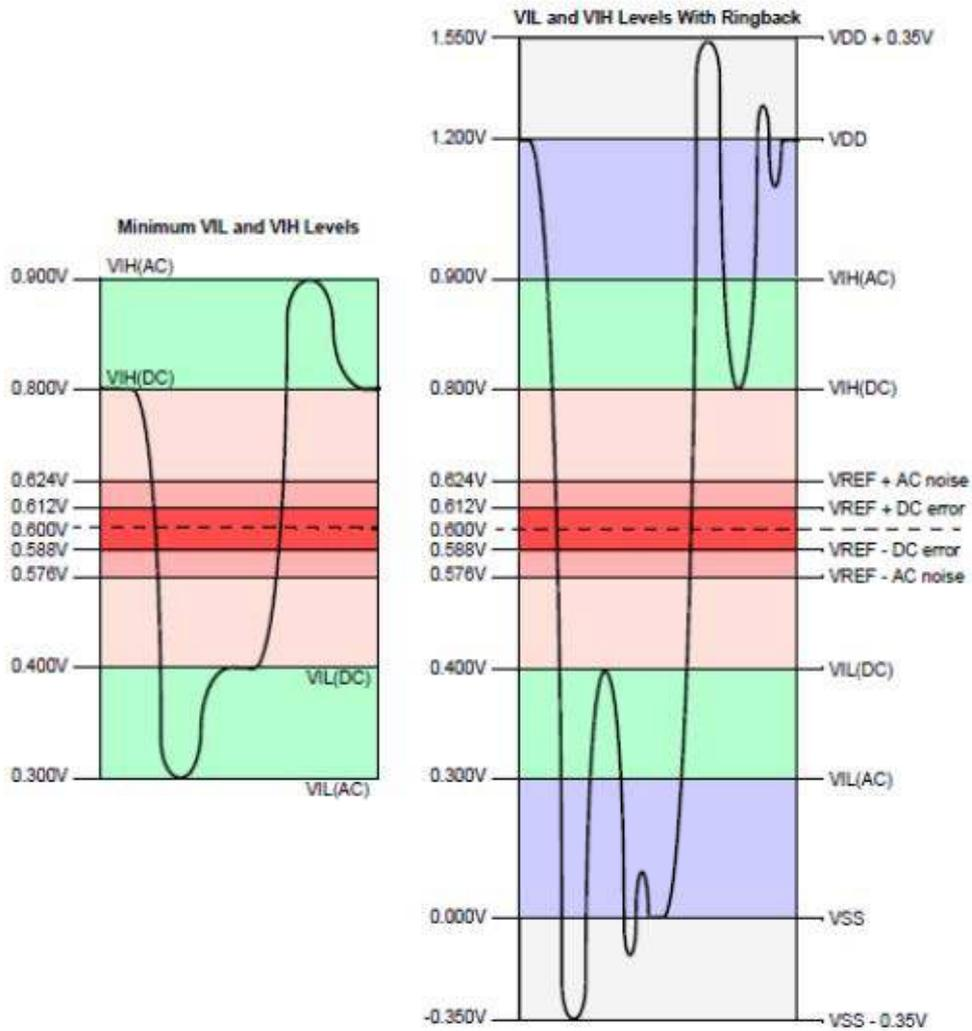 VIL and VIH Levels With Ringback
1.550V
VDD + 0.35V
1.200V
VDD
Minimum VIL and VIH Levels
0.900V
VIH(AC)
0.900V
VIH(AC)
0.800V
VIH(DC)
0.800V
VIH(DC)
0.624V
0.624V
VREF + AC noise
0.612V
0.612V
VREF + DC error
0.600V
0.600V
0.588V
0.588V
VREF - DC error
0.576V
0.576V
VREF - AC noise
0.400V
VIL(DC)
0.400V
VIL(DC)
0.300V
VIL(AC)
0.300V
VIL(AC)
0.000V
VSS
-0.350V
VSS - 0.35V